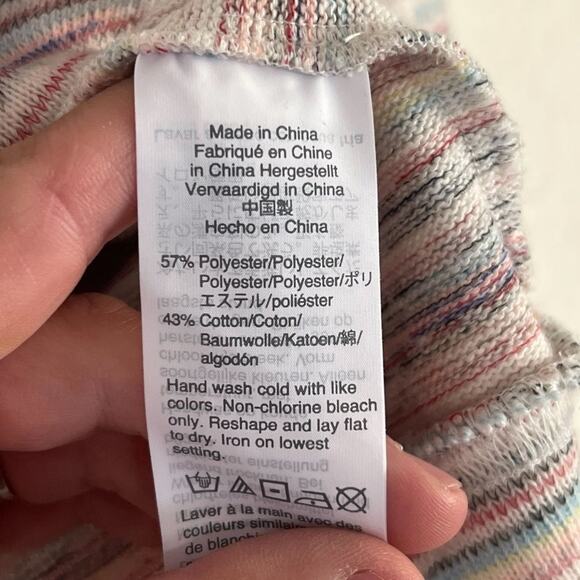 Made in China
Fabriqué en Chine
in China Hergestellt
Vervaardigd in China
中国製
Hecho en China
57% Polyester/Polyester/
Polyester/Polyester/ポリ
エステル/poliéster
43% Cotton/Coton/
Baumwolle/Katoen/綿/
algodón
Hand wash cold with like
colors. Non-chlorine bleach
only. Reshape and lay flat
to dry. Iron on lowest
setting.
Laver à la main avec des
couleurs
de